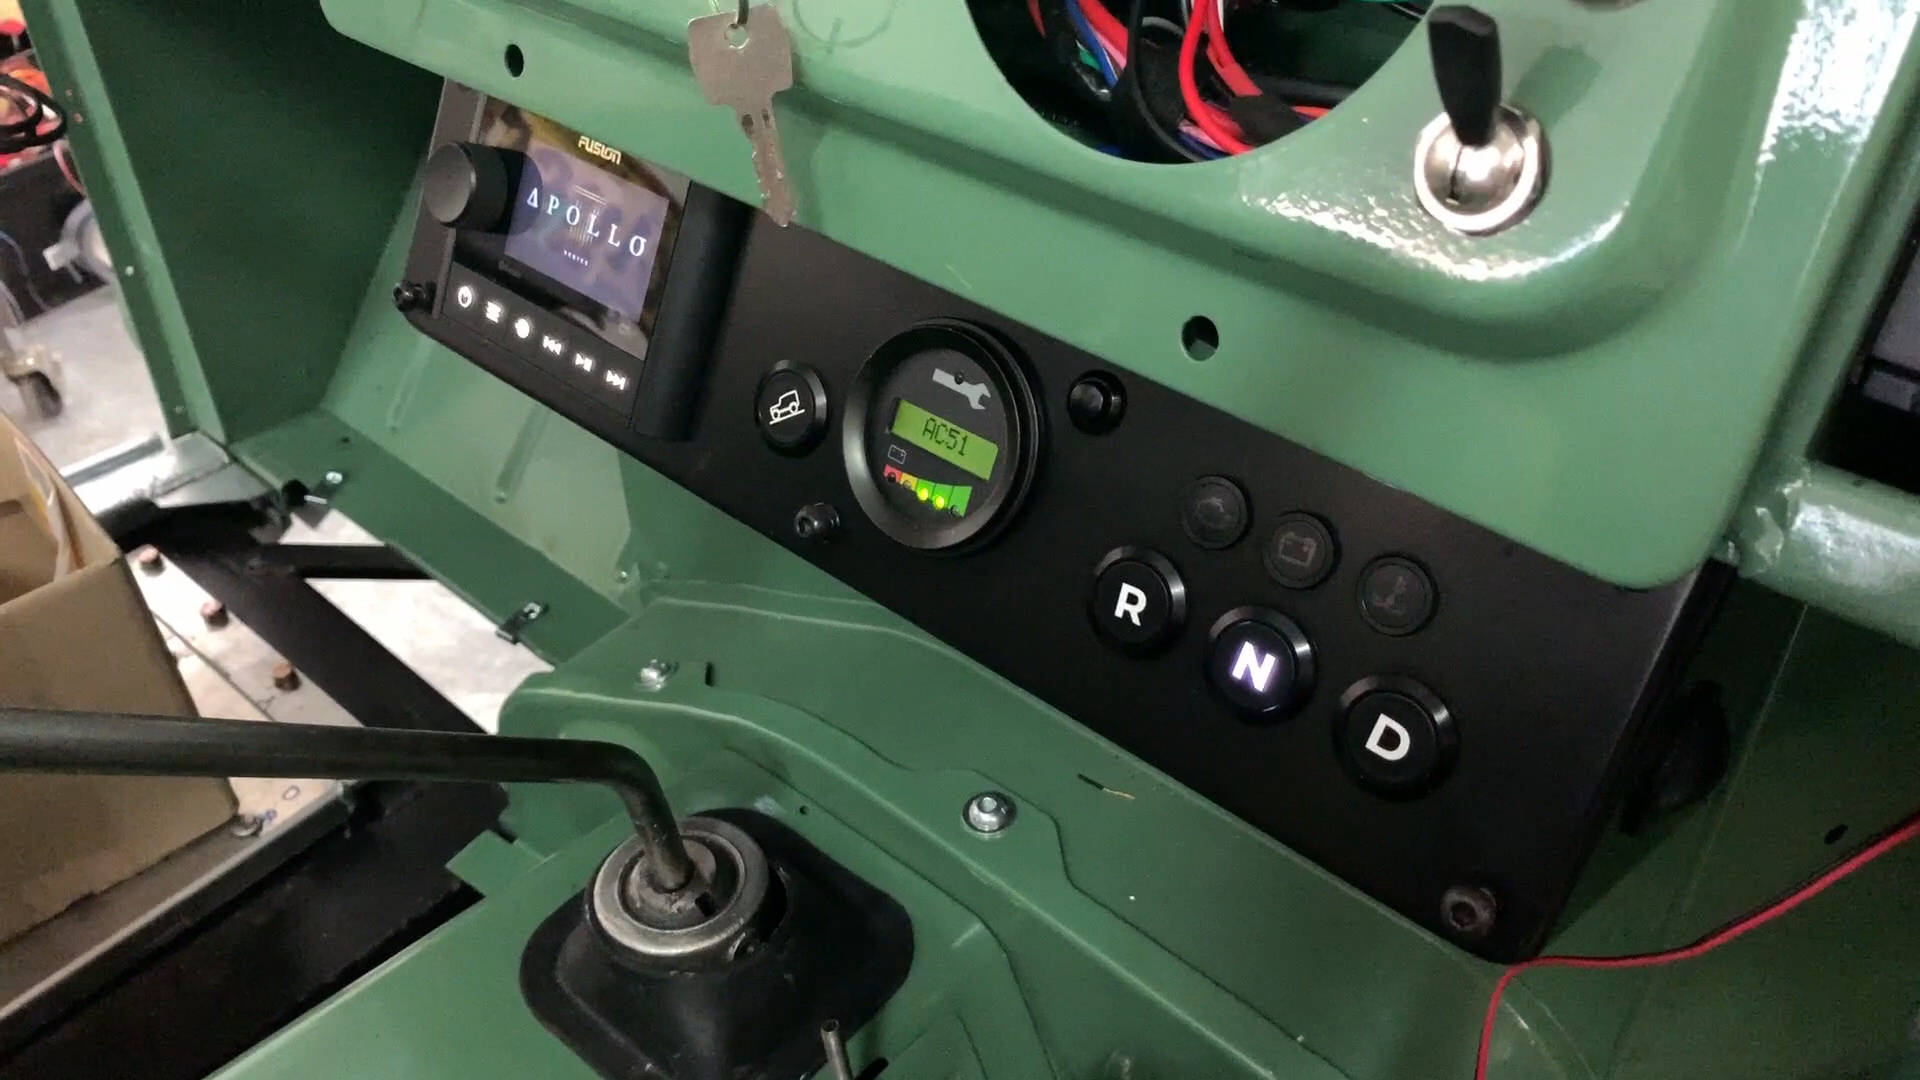 FUSION
APOLLO
SERIES
AC51
R
N
D